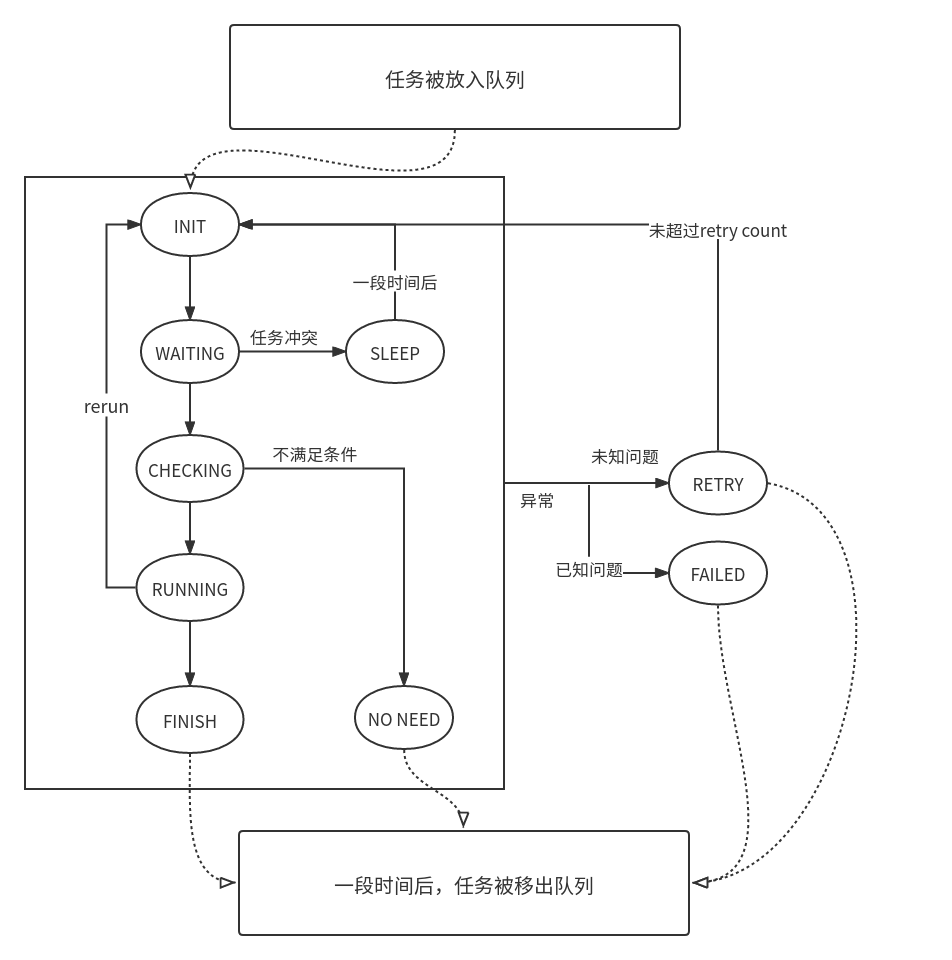 任务被放入队列
INIT
未超过retry count
一段时间后
任务冲突
WAITING
SLEEP
rerun
不满足条件
CHECKING
未知问题
RETRY
异常
已知问题
FAILED
RUNNING
FINISH
NO NEED
一段时间后，任务被移出队列